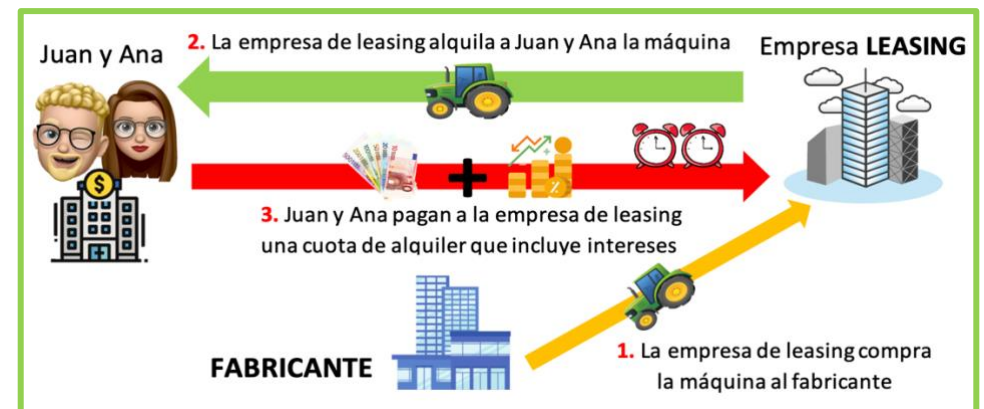 Juan y Ana
2. La empresa de leasing alquila a Juan y Ana la máquina
Empresa LEASING
3. Juan y Ana pagan a la empresa de leasing
una cuota de alquiler que incluye intereses
FABRICANTE
1. La empresa de leasing compra
la máquina al fabricante